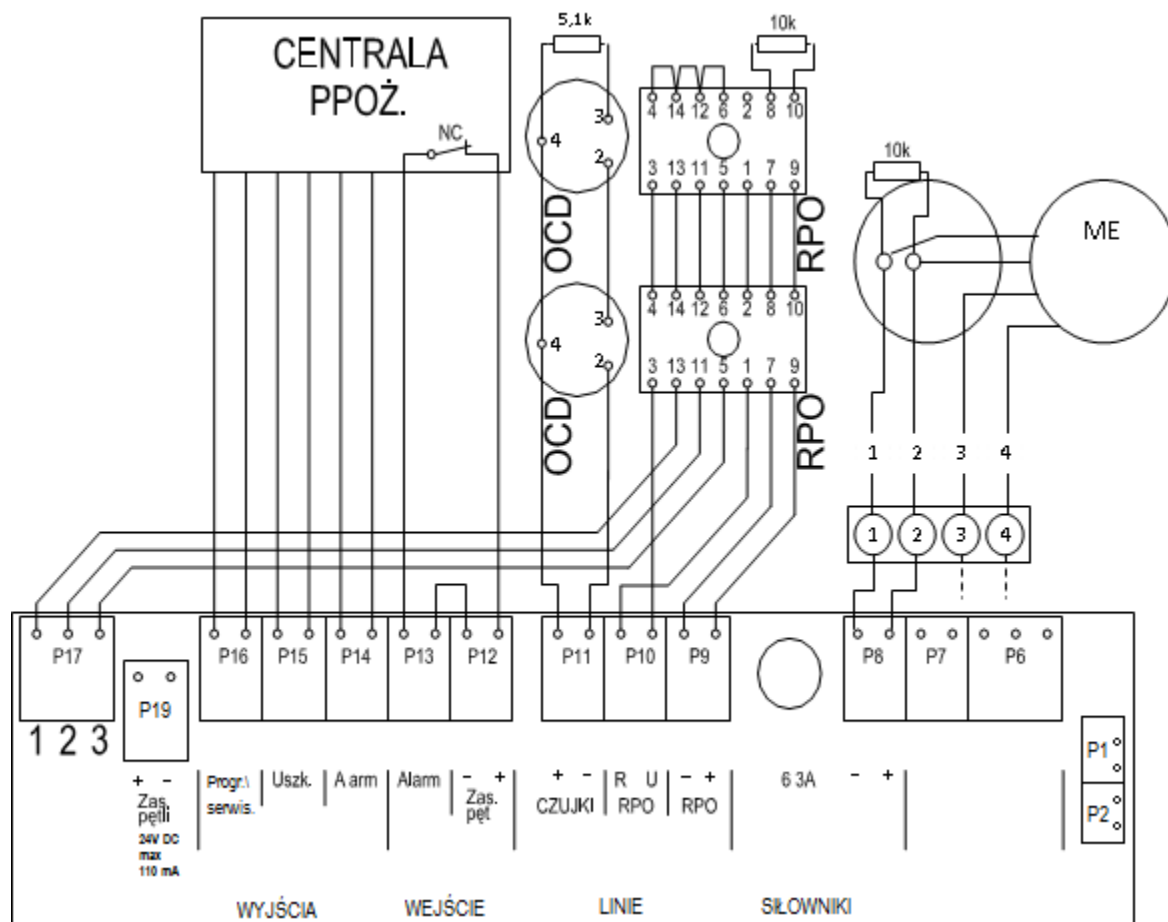 CENTRALA
PPOŻ.
NC
5,1k
10k
4 3 2
OCD
4 14 12 6 2 8 10
3 13 11 5 1 7 9
RPO
10k
ME
4 3 2
OCD
4 14 12 6 2 8 10
3 13 11 5 1 7 9
RPO
1 2 3 4
1 2 3 4
P17 P16 P15 P14 P13 P12 P11 P10 P9 P8 P7 P6
P19
1 2 3
P1
P2
+ -
Zas.
pętli
24V DC
max
110 mA
Progr.\
serwis.
Uszk.
A arm
Alarm
- +
Zas.
pęt
+ -
CZUJKI
R U
RPO
- +
RPO
6 3A
- +
WYJŚCIA WEJŚCIE LINIE SIŁOWNIKI